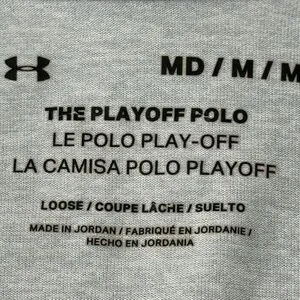 MD / M / M
THE PLAYOFF POLO
LE POLO PLAY-OFF
LA CAMISA POLO PLAYOFF
LOOSE / COUPE LÂCHE / SUELTO
MADE IN JORDAN / FABRIQUÉ EN JORDANIE /
HECHO EN JORDANIA